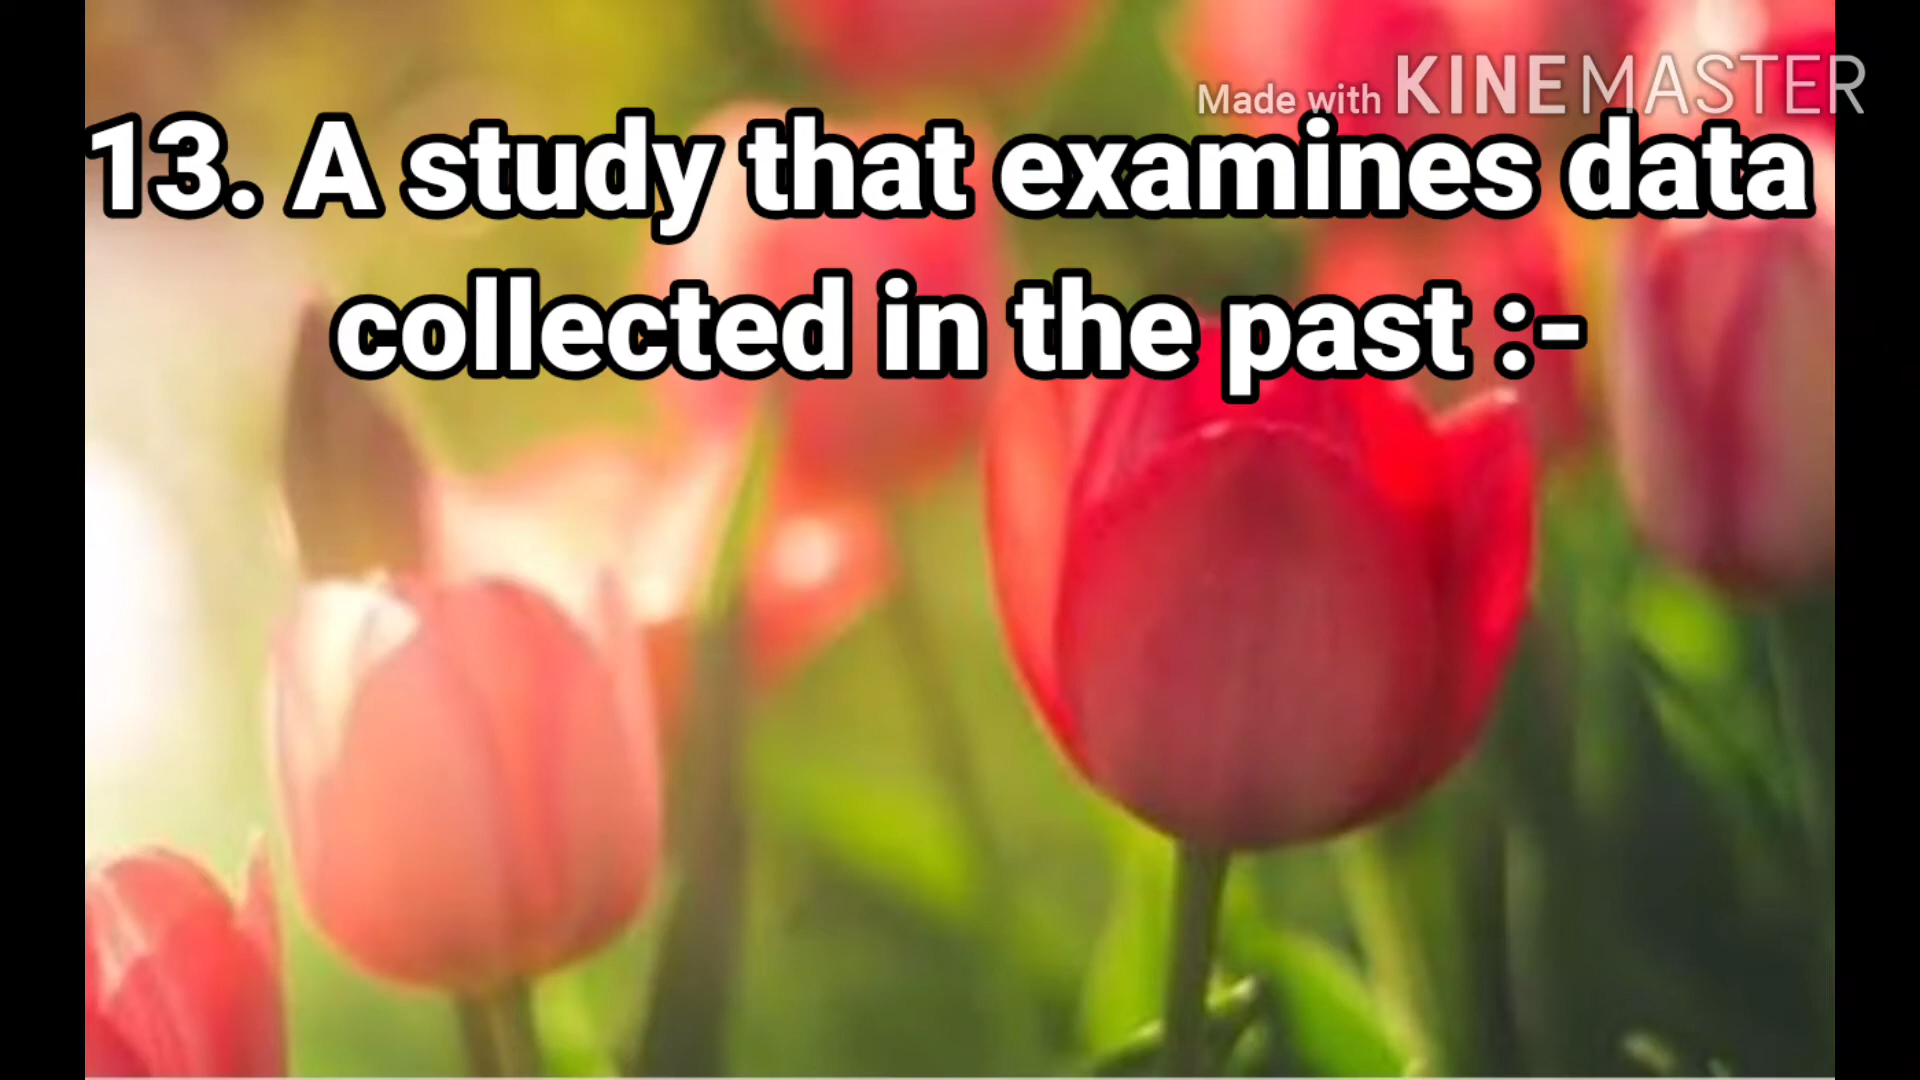 Made with KINEMASTER
13. A study that examines data
collected in the past :-